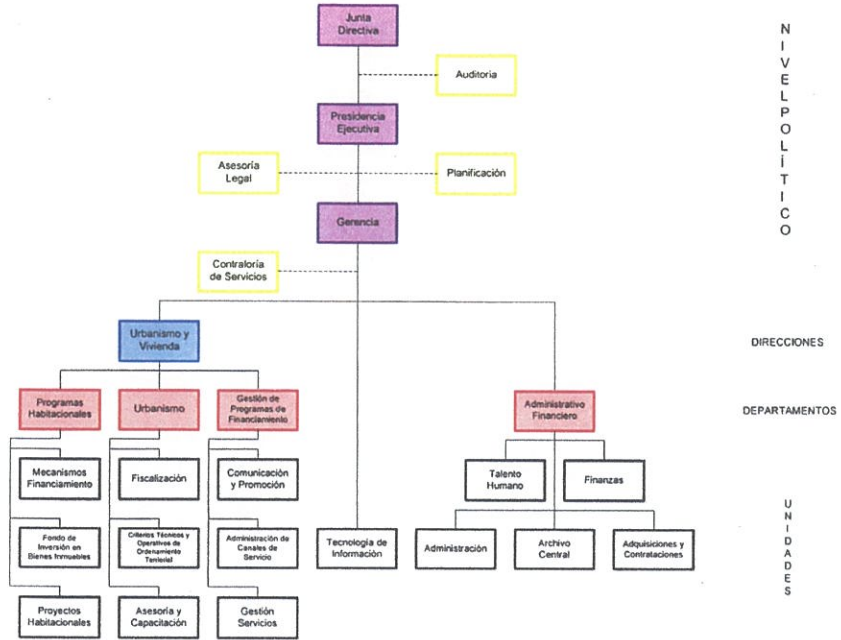 Junta
Directiva
Auditoria
Presidencia
Ejecutiva
Asesoría
Legal
Planificación
Gerencia
Contraloría
de Servicios
NIVEL POLÍTICO
Urbanismo y
Vivienda
DIRECCIONES
Programas
Habitacionales
Urbanismo
Gestión de
Programas de
Financiamiento
Administrativo
Financiero
DEPARTAMENTOS
Mecanismos
Financiamiento
Fiscalización
Comunicación
y Promoción
Talento
Humano
Finanzas
Fondo de
Inversión en
Bienes Inmuebles
Criterios Técnicos y
Operativos de
Ordenamiento
Territorial
Administración de
Canales de
Servicio
Tecnología de
Información
Administración
Archivo
Central
Adquisiciones y
Contrataciones
UNIDADES
Proyectos
Habitacionales
Asesoría y
Capacitación
Gestión
Servicios